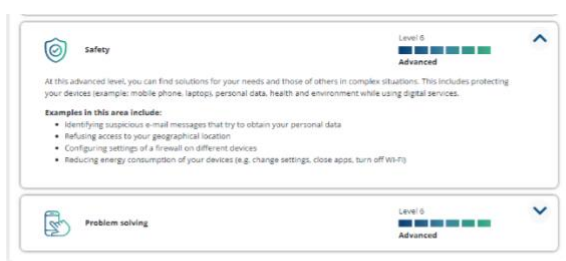 Safety
Level 6
Advanced
At this advanced level, you can find solutions for your needs and those of others in complex situations. This includes protecting
your devices (example: mobile phone, laptop), personal data, health and environment while using digital services.
Examples in this area include:
Identifying suspicious e-mail messages that try to obtain your personal data
Refusing access to your geographical location
Configuring settings of a firewall on different devices
Reducing energy consumption of your devices (e.g. change settings, close apps, turn off Wi-Fi)
Problem solving
Level 6
Advanced